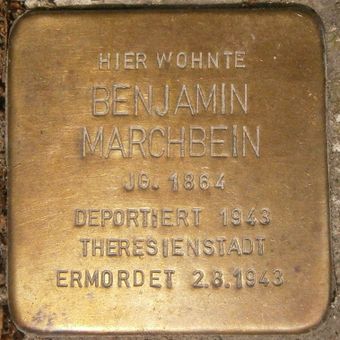 HIER WOHNTE
BENJAMIN
MARCHBEIN
JG. 1864
DEPORTIERT 1943
THERESIENSTADT
ERMORDET 2.8.1943